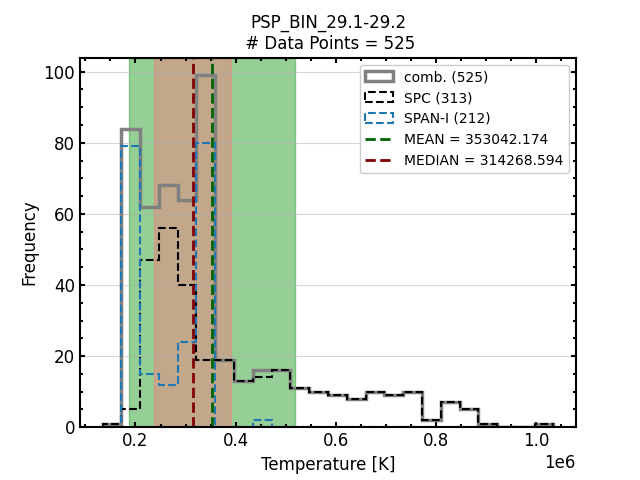 PSP_BIN_29.1-29.2
# Data Points = 525
comb. (525)
SPC (313)
SPAN-I (212)
MEAN = 353042.174
MEDIAN = 314268.594
Frequency
100
80
60
40
20
0
0.2 0.4 0.6 0.8 1.0
1e6
Temperature [K]